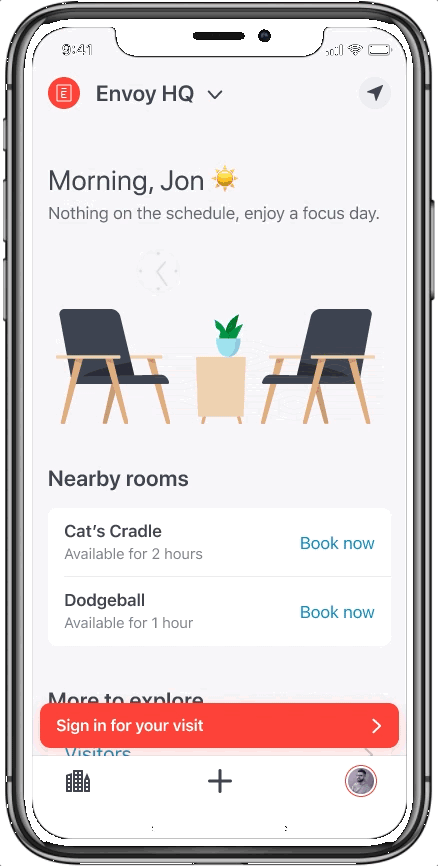 9:41
E
Envoy HQ
Morning, Jon
Nothing on the schedule, enjoy a focus day.
Nearby rooms
Cat's Cradle
Book now
Available for 2 hours
Dodgeball
Book now
Available for 1 hour
More to explore
Sign in for your visit
Visitors